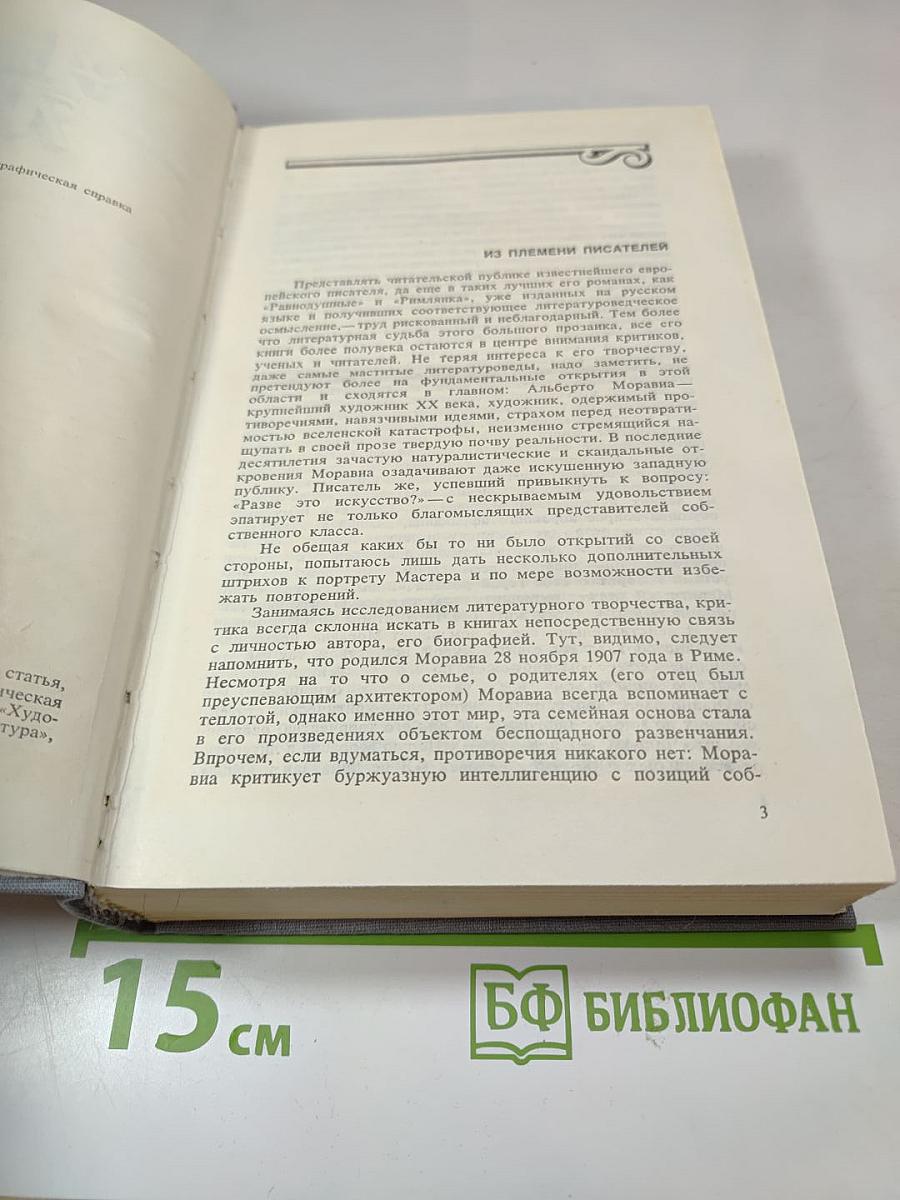 графическая справка
статья,
ическая
«Худо-
тура»,
ИЗ ПЛЕМЕНИ ПИСАТЕЛЕЙ
Представлять читательской публике известнейшего евро-
пейского писателя, да еще в таких лучших его романах, как
«Равнодушные» и «Римлянка», уже изданных на русском
языке и получивших соответствующее литературоведческое
осмысление,— труд рискованный и неблагодарный. Тем более
что литературная судьба этого большого прозаика, все его
книги более полувека остаются в центре внимания критиков,
ученых и читателей. Не теряя интереса к его творчеству,
даже самые маститые литературоведы, надо заметить, не
претендуют более на фундаментальные открытия в этой
области и сходятся в главном: Альберто Моравиа —
крупнейший художник XX века, художник, одержимый про-
тиворечиями, навязчивыми идеями, страхом перед неотврати-
мостью вселенской катастрофы, неизменно стремящийся на-
щупать в своей прозе твердую почву реальности. В последние
десятилетия зачастую натуралистические и скандальные от-
кровения Моравиа озадачивают даже искушенную западную
публику. Писатель же, успевший привыкнуть к вопросу:
«Разве это искусство?» — с нескрываемым удовольствием
эпатирует не только благомыслящих представителей соб-
ственного класса.
Не обещая каких бы то ни было открытий со своей
стороны, попытаюсь лишь дать несколько дополнительных
штрихов к портрету Мастера и по мере возможности избе-
жать повторений.
Занимаясь исследованием литературного творчества, кри-
тика всегда склонна искать в книгах непосредственную связь
с личностью автора, его биографией. Тут, видимо, следует
напомнить, что родился Моравиа 28 ноября 1907 года в Риме.
Несмотря на то что о семье, о родителях (его отец был
преуспевающим архитектором) Моравиа всегда вспоминает с
теплотой, однако именно этот мир, эта семейная основа стала
в его произведениях объектом беспощадного развенчания.
Впрочем, если вдуматься, противоречия никакого нет: Мора-
виа критикует буржуазную интеллигенцию с позиций соб-
3
15 см
БФ БИБЛИОФАН